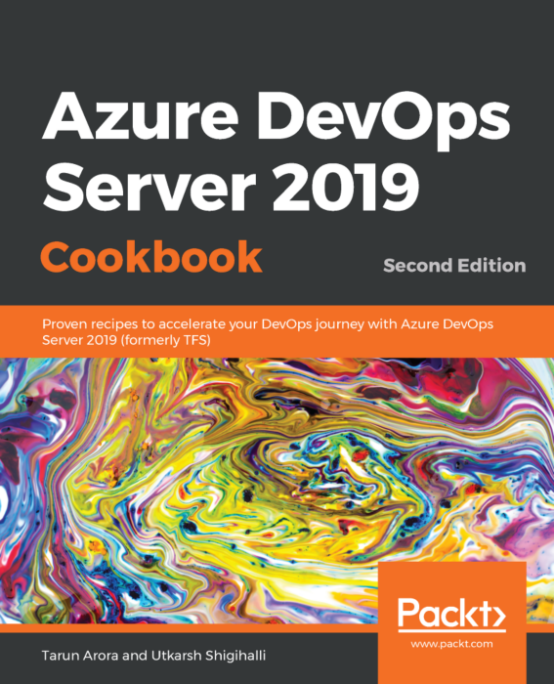 Azure DevOps
Server 2019
Cookbook
Second Edition
Proven recipes to accelerate your DevOps journey with Azure DevOps
Server 2019 (formerly TFS)
Packt>
www.packt.com
Tarun Arora and Utkarsh Shigihalli